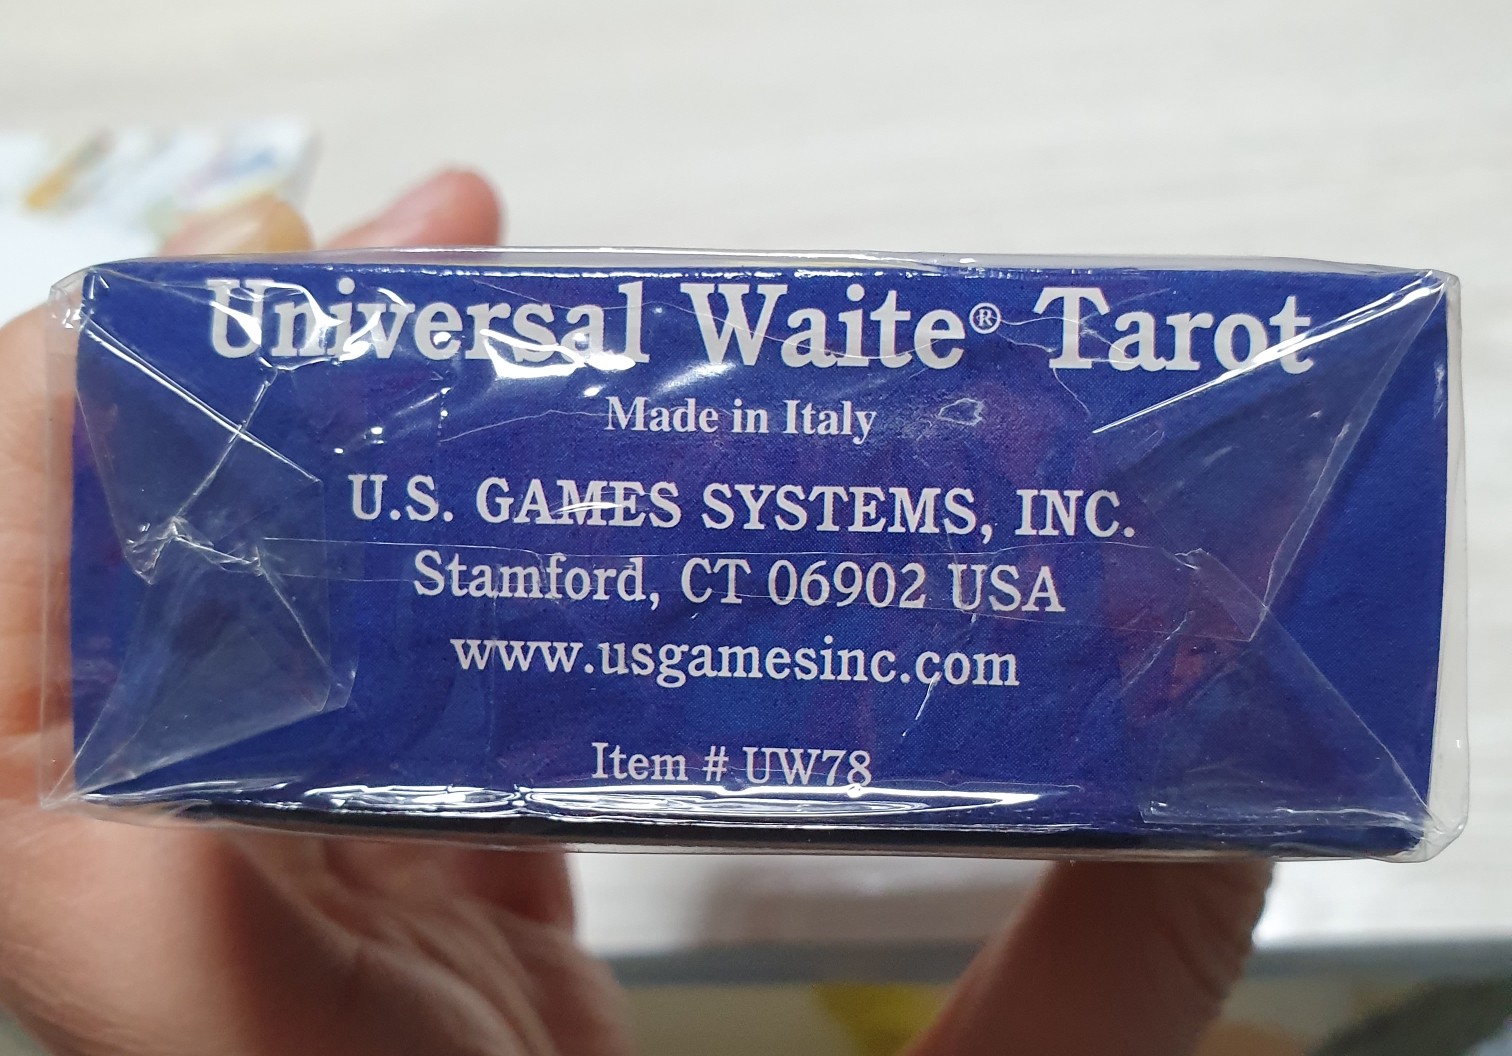 Universal Waite® Tarot
Made in Italy
U.S. GAMES SYSTEMS, INC.
Stamford, CT 06902 USA
www.usgamesinc.com
Item # UW78